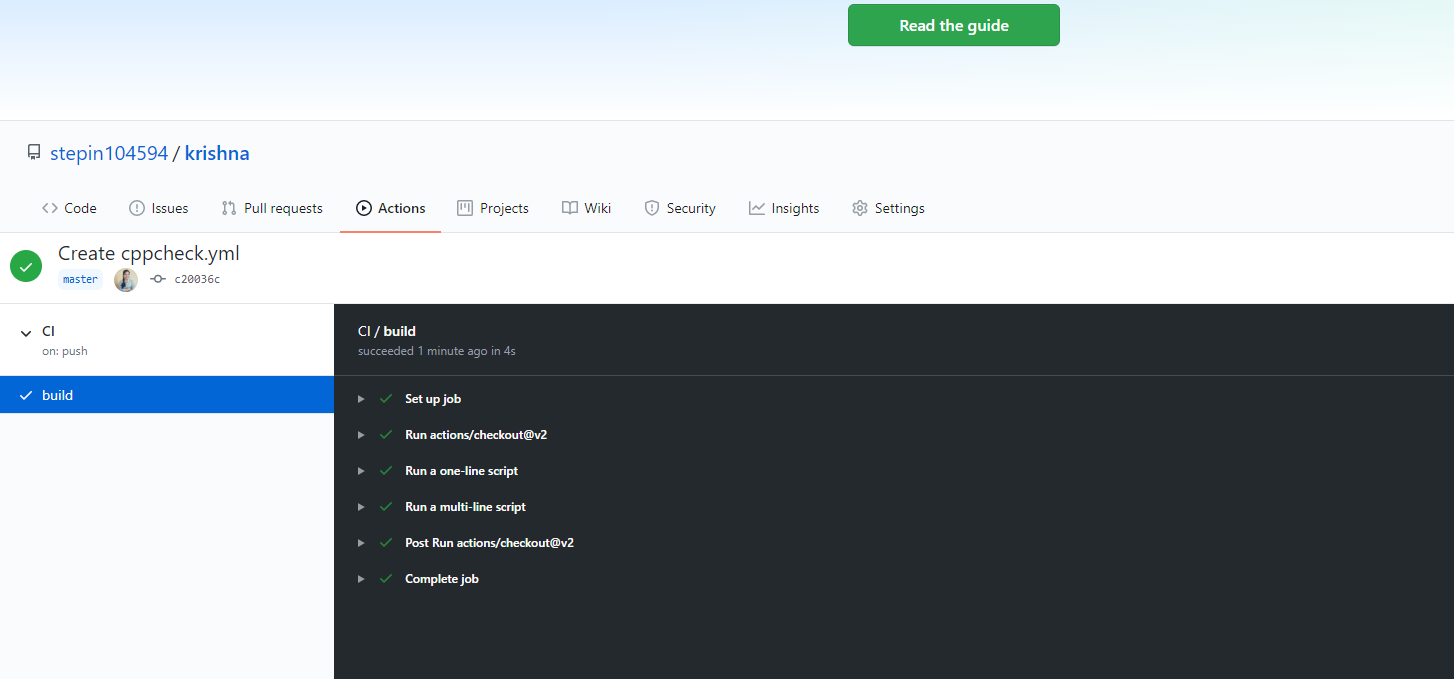 Read the guide
stepin104594 / krishna
Code Issues Pull requests Actions Projects Wiki Security Insights Settings
Create cppcheck.yml
master c20036c
CI
on: push
build
CI / build
succeeded 1 minute ago in 4s
Set up job
Run actions/checkout@v2
Run a one-line script
Run a multi-line script
Post Run actions/checkout@v2
Complete job